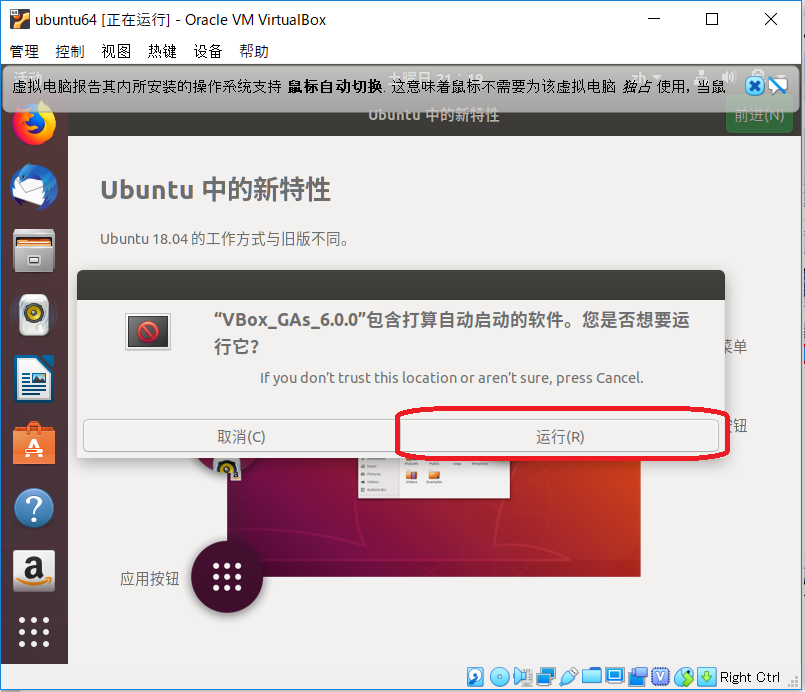 ubuntu64 [正在运行] - Oracle VM VirtualBox
管理 控制 视图 热键 设备 帮助
虚拟电脑报告其内所安装的操作系统支持 鼠标自动切换. 这意味着鼠标不需要为该虚拟电脑 独占 使用, 当鼠
Ubuntu 中的新特性
前进(N)
Ubuntu 中的新特性
Ubuntu 18.04 的工作方式与旧版不同。
“VBox_GAs_6.0.0”包含打算自动启动的软件。您是否想要运
行它?
If you don’t trust this location or aren’t sure, press Cancel.
菜单
取消(C)
运行(R)
按钮
应用按钮
Right Ctrl